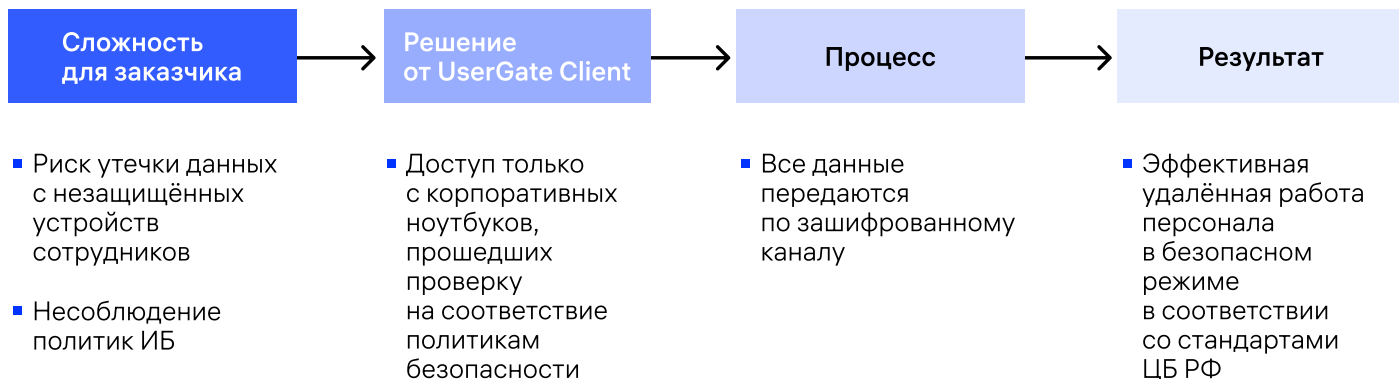 Сложность
для заказчика
Решение
от UserGate Client
Процесс
Результат
Риск утечки данных
с незащищённых
устройств
сотрудников
Несоблюдение
политик ИБ
Доступ только
с корпоративных
ноутбуков,
прошедших
проверку
на соответствие
политикам
безопасности
Все данные
передаются
по зашифрованному
каналу
Эффективная
удалённая работа
персонала
в безопасном
режиме
в соответствии
со стандартами
ЦБ РФ